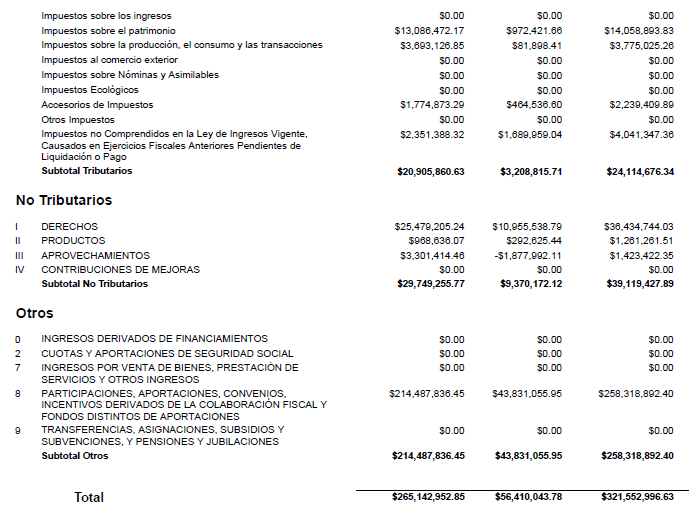 Impuestos sobre los ingresos $0.00 $0.00 $0.00
Impuestos sobre el patrimonio $13,086,472.17 $972,421.66 $14,058,893.83
Impuestos sobre la producción, el consumo y las transacciones $3,693,126.85 $81,898.41 $3,775,025.26
Impuestos al comercio exterior $0.00 $0.00 $0.00
Impuestos sobre Nóminas y Asimilables $0.00 $0.00 $0.00
Impuestos Ecológicos $0.00 $0.00 $0.00
Accesorios de Impuestos $1,774,873.29 $464,536.60 $2,239,409.89
Otros Impuestos $0.00 $0.00 $0.00
Impuestos no Comprendidos en la Ley de Ingresos Vigente, $2,351,388.32 $1,689,959.04 $4,041,347.36
Causados en Ejercicios Fiscales Anteriores Pendientes de
Liquidación o Pago
Subtotal Tributarios $20,905,860.63 $3,208,815.71 $24,114,676.34
No Tributarios
I DERECHOS $25,479,205.24 $10,955,538.79 $36,434,744.03
II PRODUCTOS $968,636.07 $292,625.44 $1,261,261.51
III APROVECHAMIENTOS $3,301,414.46 -$1,877,992.11 $1,423,422.35
IV CONTRIBUCIONES DE MEJORAS $0.00 $0.00 $0.00
Subtotal No Tributarios $29,749,255.77 $9,370,172.12 $39,119,427.89
Otros
0 INGRESOS DERIVADOS DE FINANCIAMIENTOS $0.00 $0.00 $0.00
2 CUOTAS Y APORTACIONES DE SEGURIDAD SOCIAL $0.00 $0.00 $0.00
7 INGRESOS POR VENTA DE BIENES, PRESTACIÓN DE $0.00 $0.00 $0.00
SERVICIOS Y OTROS INGRESOS
8 PARTICIPACIONES, APORTACIONES, CONVENIOS, $214,487,836.45 $43,831,055.95 $258,318,892.40
INCENTIVOS DERIVADOS DE LA COLABORACIÓN FISCAL Y
FONDOS DISTINTOS DE APORTACIONES
9 TRANSFERENCIAS, ASIGNACIONES, SUBSIDIOS Y $0.00 $0.00 $0.00
SUBVENCIONES, Y PENSIONES Y JUBILACIONES
Subtotal Otros $214,487,836.45 $43,831,055.95 $258,318,892.40
Total $265,142,952.85 $56,410,043.78 $321,552,996.63